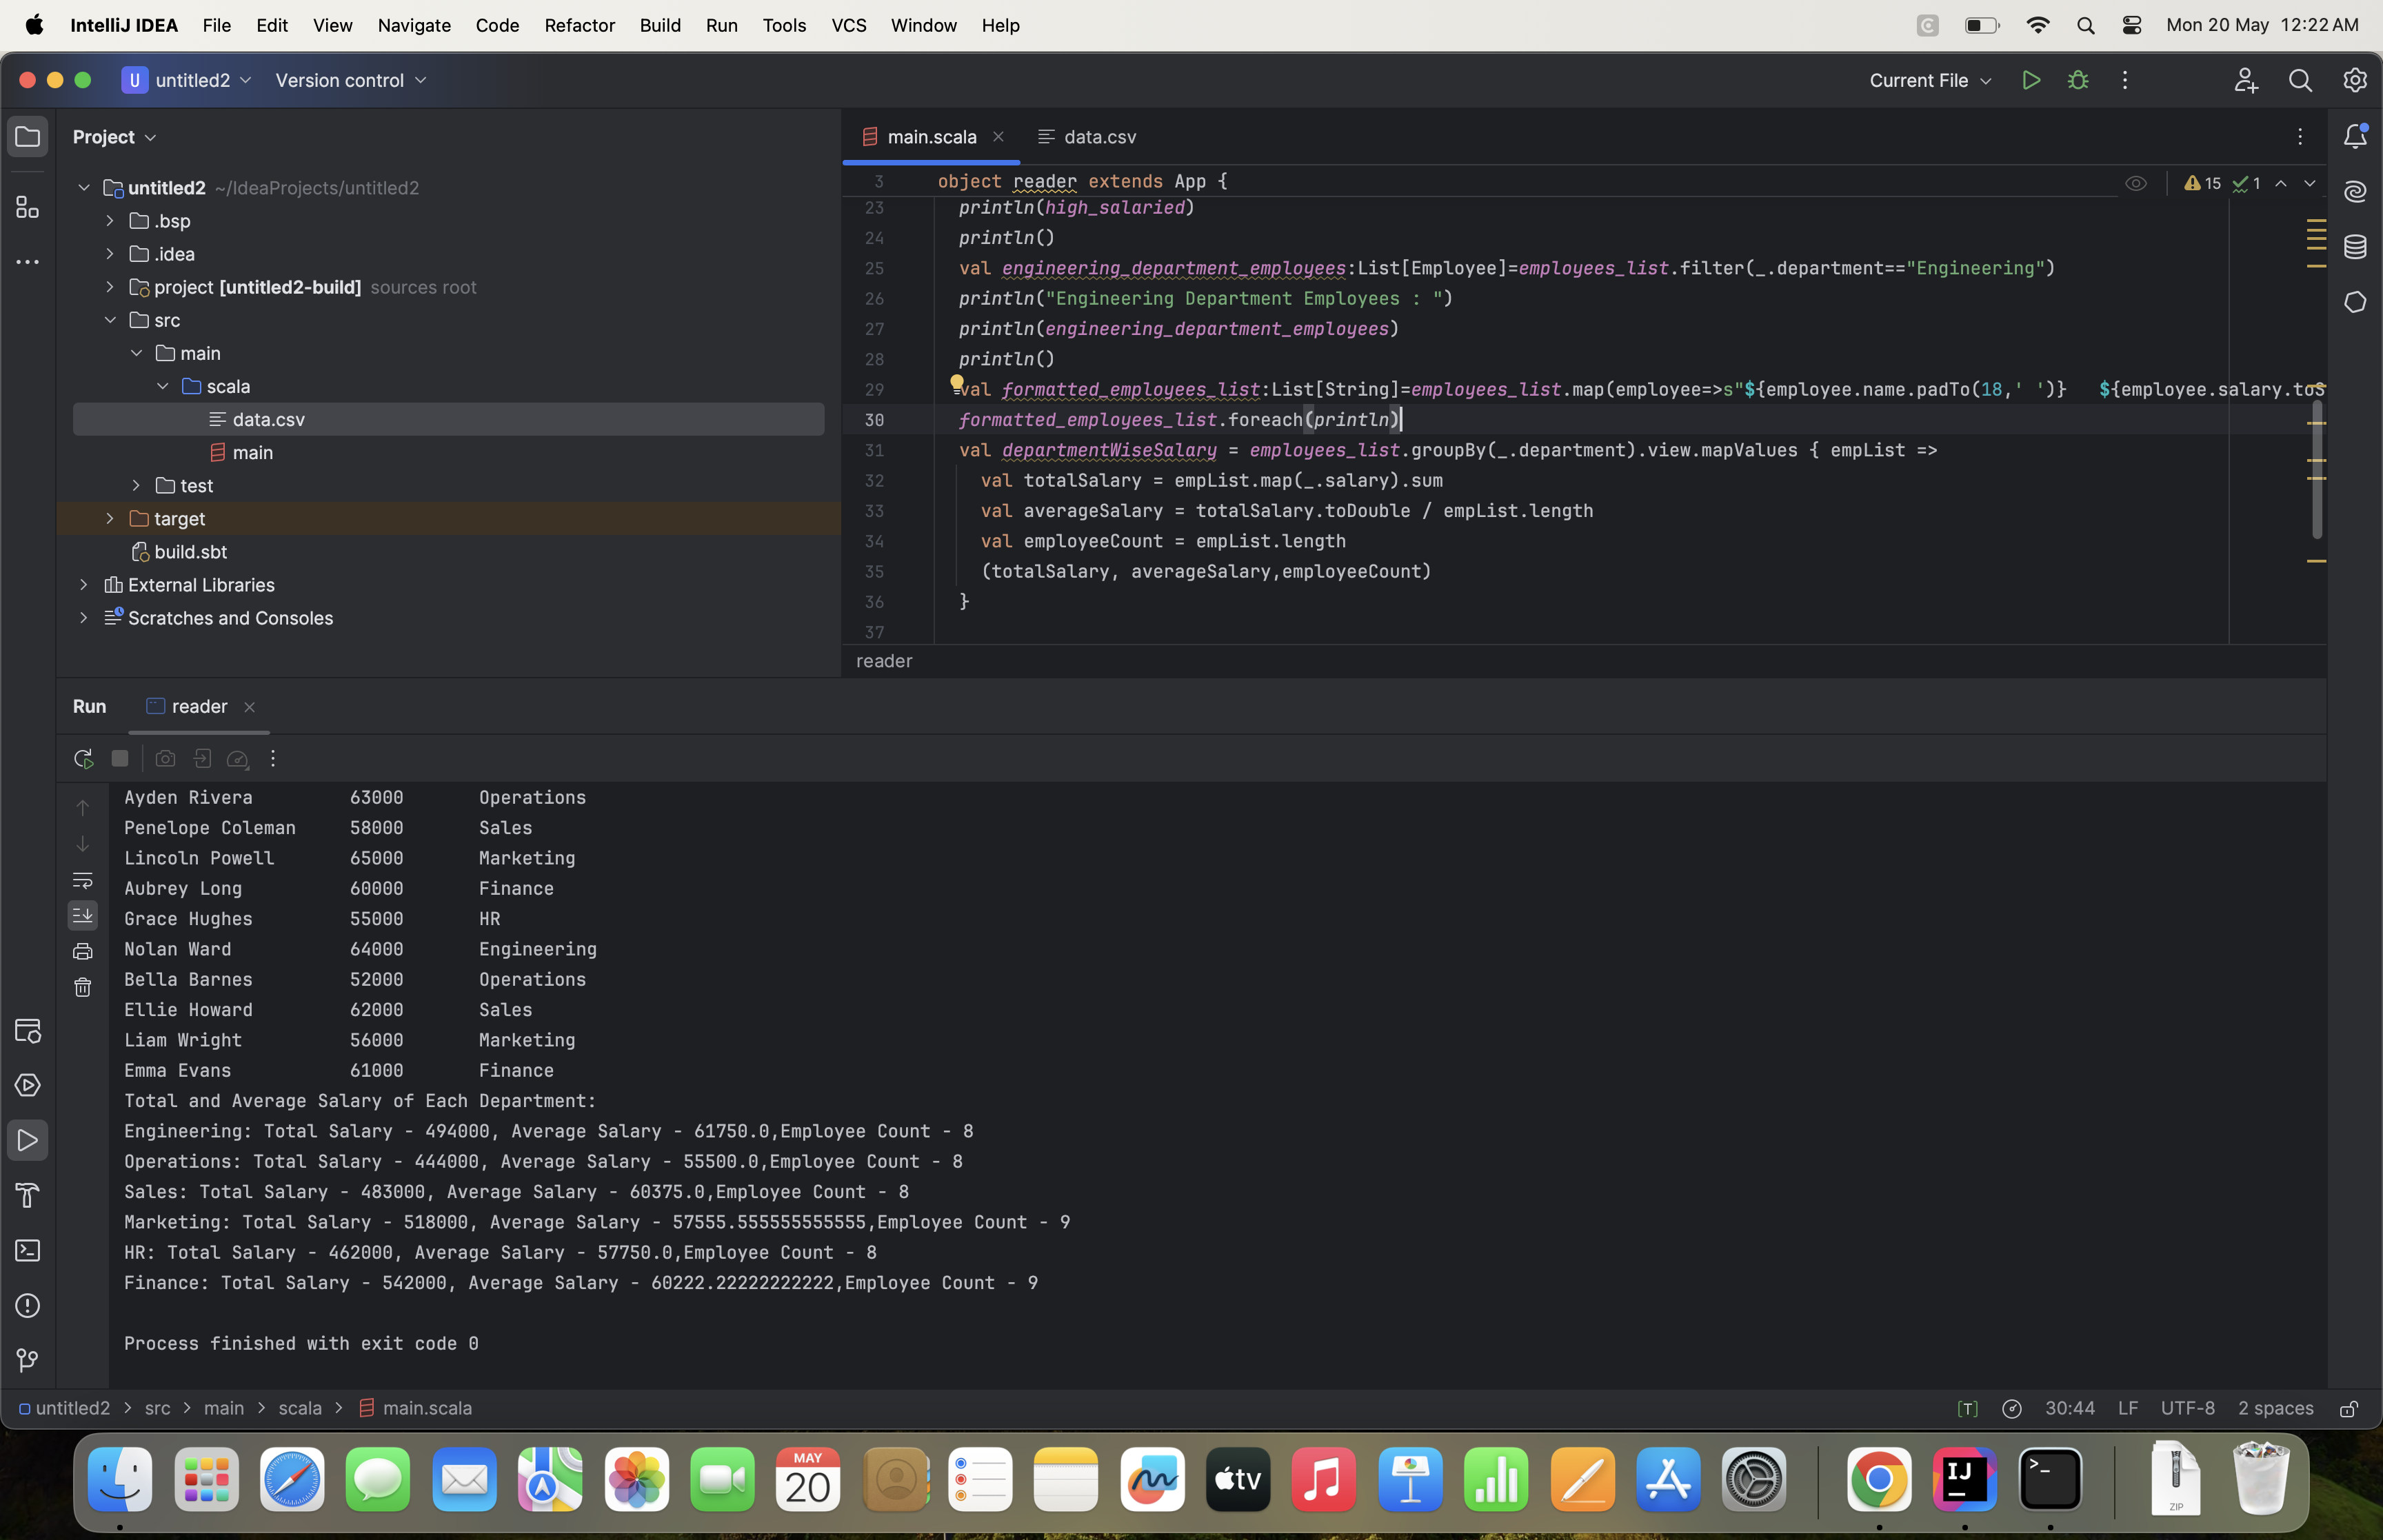 IntelliJ IDEA File Edit View Navigate Code Refactor Build Run Tools VCS Window Help Mon 20 May 12:22 AM
U untitled2 Version control Current File
Project
untitled2 ~/IdeaProjects/untitled2
.bsp
.idea
project [untitled2-build] sources root
src
main
scala
data.csv
main
test
target
build.sbt
External Libraries
Scratches and Consoles
main.scala data.csv
3 object reader extends App {
15 1
23 println(high_salaried)
24 println()
25 val engineering_department_employees:List[Employee]=employees_list.filter(_.department=="Engineering")
26 println("Engineering Department Employees : ")
27 println(engineering_department_employees)
28 println()
29 val formatted_employees_list:List[String]=employees_list.map(employee=>s"${employee.name.padTo(18,' ')}   ${employee.salary.toS
30 formatted_employees_list.foreach(println)
31 val departmentWiseSalary = employees_list.groupBy(_.department).view.mapValues { empList =>
32 val totalSalary = empList.map(_.salary).sum
33 val averageSalary = totalSalary.toDouble / empList.length
34 val employeeCount = empList.length
35 (totalSalary, averageSalary,employeeCount)
36 }
37
reader
Run reader
Ayden Rivera 63000 Operations
Penelope Coleman 58000 Sales
Lincoln Powell 65000 Marketing
Aubrey Long 60000 Finance
Grace Hughes 55000 HR
Nolan Ward 64000 Engineering
Bella Barnes 52000 Operations
Ellie Howard 62000 Sales
Liam Wright 56000 Marketing
Emma Evans 61000 Finance
Total and Average Salary of Each Department:
Engineering: Total Salary - 494000, Average Salary - 61750.0,Employee Count - 8
Operations: Total Salary - 444000, Average Salary - 55500.0,Employee Count - 8
Sales: Total Salary - 483000, Average Salary - 60375.0,Employee Count - 8
Marketing: Total Salary - 518000, Average Salary - 57555.555555555555,Employee Count - 9
HR: Total Salary - 462000, Average Salary - 57750.0,Employee Count - 8
Finance: Total Salary - 542000, Average Salary - 60222.22222222222,Employee Count - 9
Process finished with exit code 0
untitled2 > src > main > scala > main.scala [T] 30:44 LF UTF-8 2 spaces
MAY
20
tv
IJ
>_
ZIP